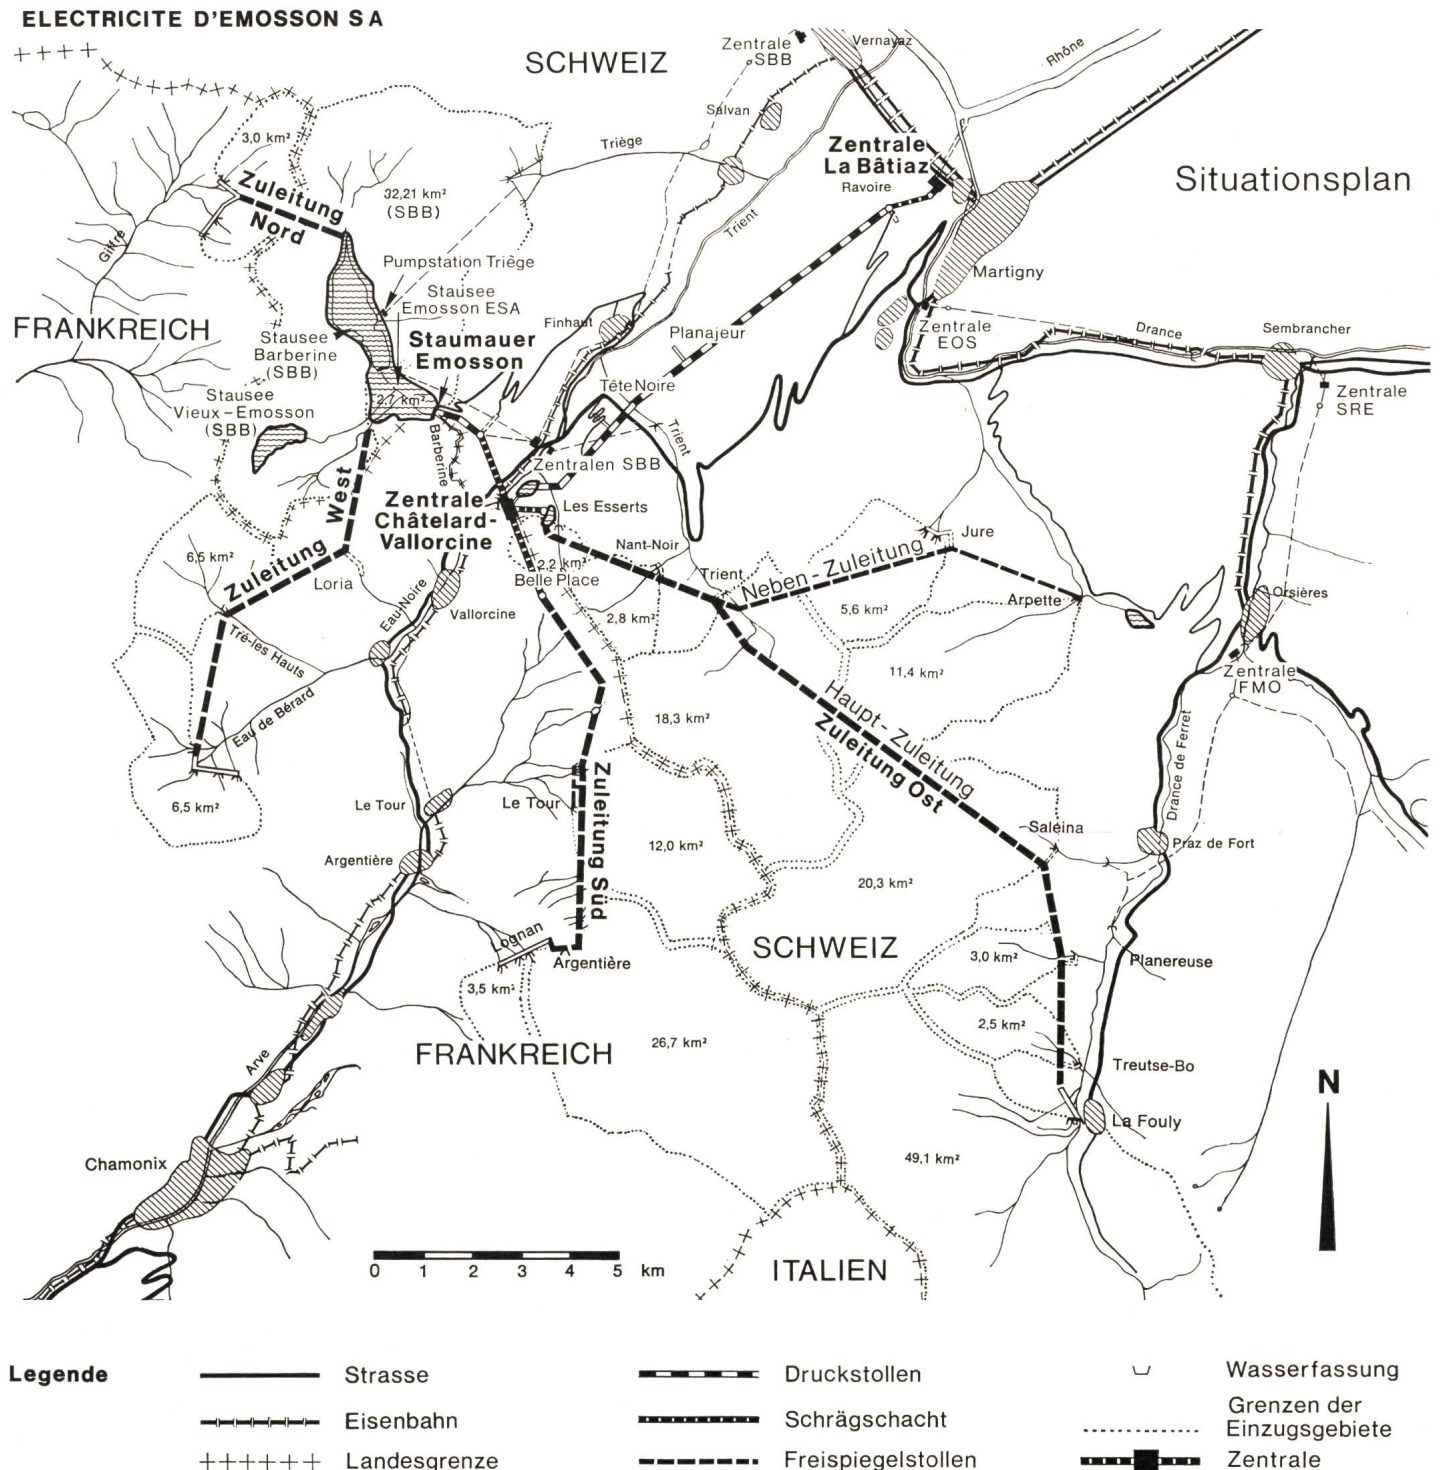 ELECTRICITE D'EMOSSON S A
SCHWEIZ
Zentrale
SBB
Vernayaz
Rhône
Salvan
Triège
3,0 km²
Zentrale
La Bâtiaz
Ravoire
Situationsplan
Zuleitung
Nord
32,21 km²
(SBB)
Giffre
Trient
Pumpstation Triège
Martigny
Stausee
Emosson ESA
FRANKREICH
Finhaut
Planajeur
Zentrale
EOS
Drance
Sembrancher
Stausee
Barberine
(SBB)
Staumauer
Emosson
Tête Noire
Zentrale
SRE
Stausee
Vieux-Emosson
(SBB)
2,7 km²
Barberine
Trient
Zentralen SBB
West
Zentrale
Châtelard-
Vallorcine
Les Esserts
Nant-Noir
Jure
6,5 km²
Zuleitung
2,2 km²
Belle Place
Trient
Neben-Zuleitung
Loria
Eau Noire
Vallorcine
2,8 km²
5,6 km²
Arpette
Orsières
Tré-les Hauts
11,4 km²
Zentrale
FMO
Eau de Bérard
18,3 km²
Haupt-Zuleitung
Zuleitung Ost
Drance de Ferret
6,5 km²
Le Tour
Le Tour
Zuleitung Süd
Saleina
Praz de Fort
Argentière
12,0 km²
20,3 km²
Lognan
Argentière
SCHWEIZ
3,0 km²
Planereuse
3,5 km²
2,5 km²
FRANKREICH
26,7 km²
Arve
Treutse-Bo
N
La Fouly
Chamonix
49,1 km²
ITALIEN
0 1 2 3 4 5 km
Legende
Strasse
Druckstollen
Wasserfassung
Eisenbahn
Schrägschacht
Grenzen der
Einzugsgebiete
Landesgrenze
Freispiegelstollen
Zentrale